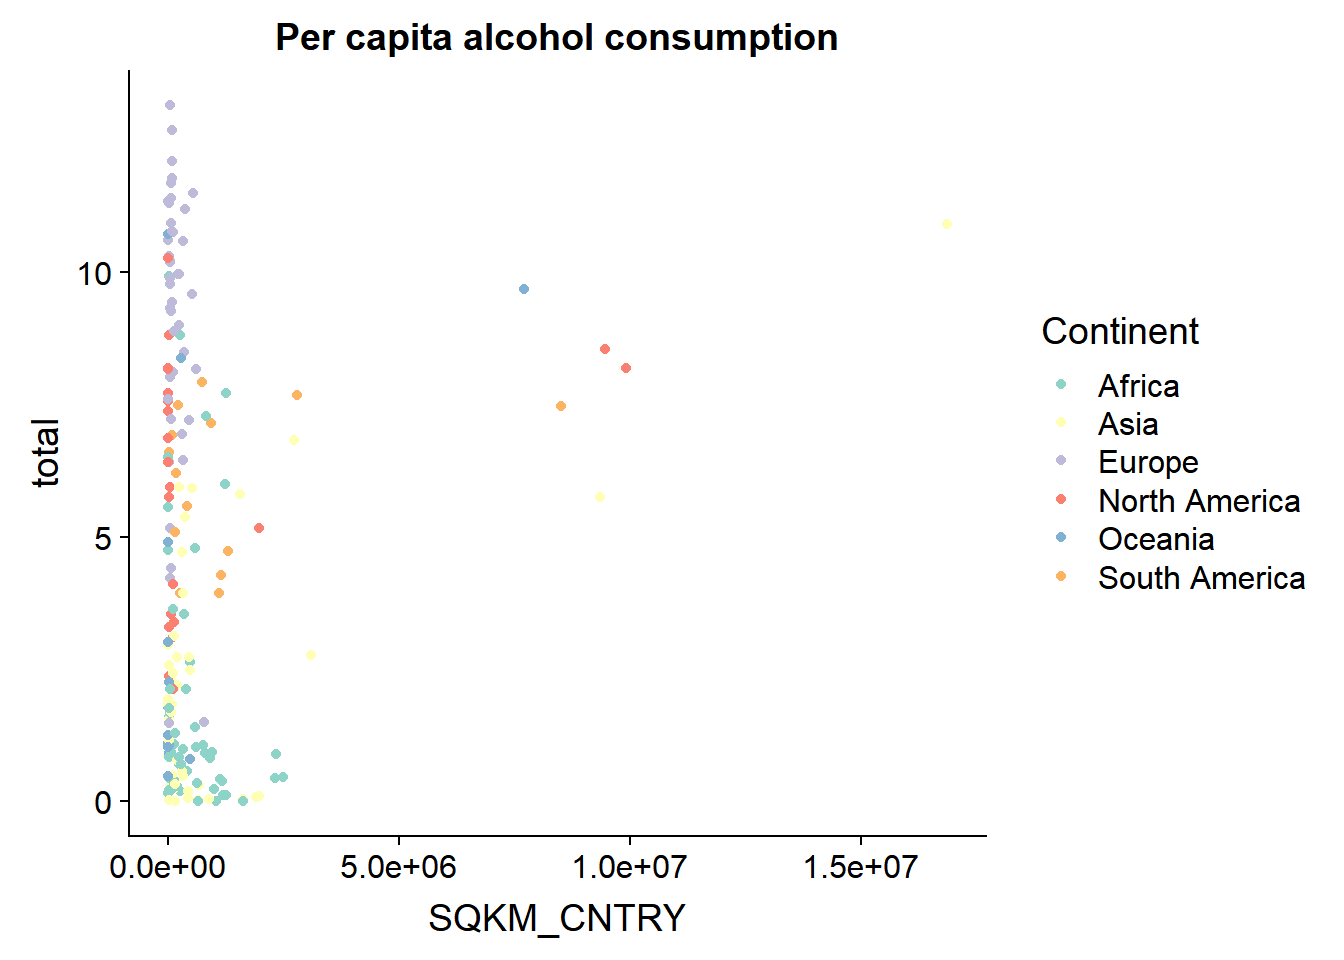 Per capita alcohol consumption
total
10
5
0
0.0e+00 5.0e+06 1.0e+07 1.5e+07
SQKM_CNTRY
Continent
Africa
Asia
Europe
North America
Oceania
South America